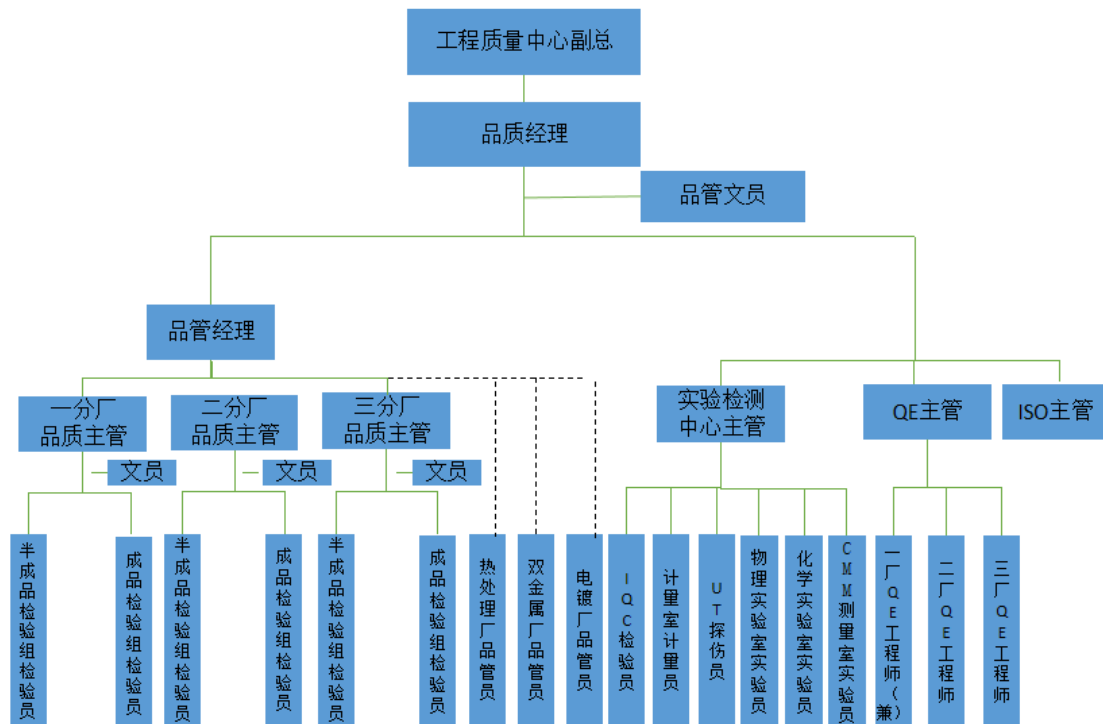 工程质量中心副总
品质经理
品管文员
品管经理
一分厂
品质主管
二分厂
品质主管
三分厂
品质主管
实验检测
中心主管
QE主管
ISO主管
文员
文员
文员
半成品检验组检验员
成品检验组检验员
半成品检验组检验员
成品检验组检验员
半成品检验组检验员
成品检验组检验员
热处理厂品管员
双金属厂品管员
电镀厂品管员
IQC检验员
计量室计量员
UT探伤员
物理实验室实验员
化学实验室实验员
CMM测量室实验员
一厂QE工程师（兼）
二厂QE工程师
三厂QE工程师